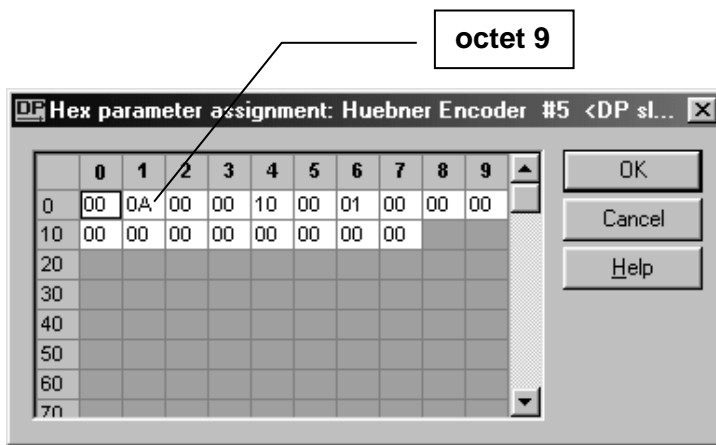 octet 9
DP Hex parameter assignment: Huebner Encoder #5 <DP sl...
0 1 2 3 4 5 6 7 8 9
0 00 0A 00 00 10 00 01 00 00 00
10 00 00 00 00 00 00 00 00
20
30
40
50
60
70
OK
Cancel
Help